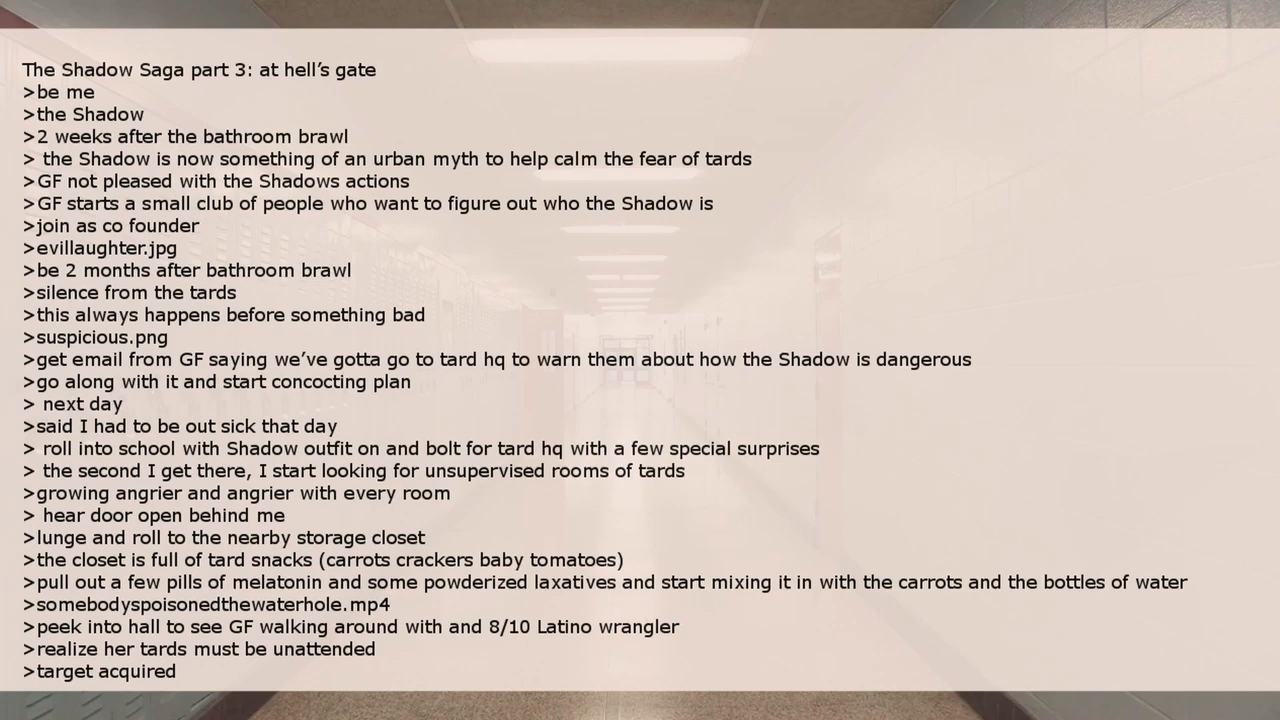 The Shadow Saga part 3: at hell’s gate
>be me
>the Shadow
>2 weeks after the bathroom brawl
> the Shadow is now something of an urban myth to help calm the fear of tards
>GF not pleased with the Shadows actions
>GF starts a small club of people who want to figure out who the Shadow is
>join as co founder
>evillaughter.jpg
>be 2 months after bathroom brawl
>silence from the tards
>this always happens before something bad
>suspicious.png
>get email from GF saying we’ve gotta go to tard hq to warn them about how the Shadow is dangerous
>go along with it and start concocting plan
> next day
>said I had to be out sick that day
> roll into school with Shadow outfit on and bolt for tard hq with a few special surprises
> the second I get there, I start looking for unsupervised rooms of tards
>growing angrier and angrier with every room
> hear door open behind me
>lunge and roll to the nearby storage closet
>the closet is full of tard snacks (carrots crackers baby tomatoes)
>pull out a few pills of melatonin and some powderized laxatives and start mixing it in with the carrots and the bottles of water
>somebodyspoisonedthewaterhole.mp4
>peek into hall to see GF walking around with and 8/10 Latino wrangler
>realize her tards must be unattended
>target acquired